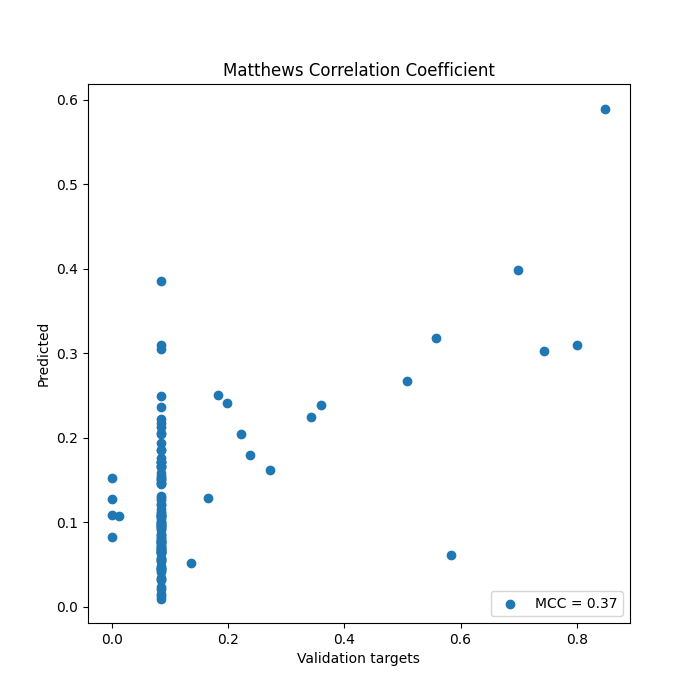 Matthews Correlation Coefficient
0.6
0.5
0.4
0.3
0.2
0.1
0.0
Predicted
MCC = 0.37
0.0 0.2 0.4 0.6 0.8
Validation targets